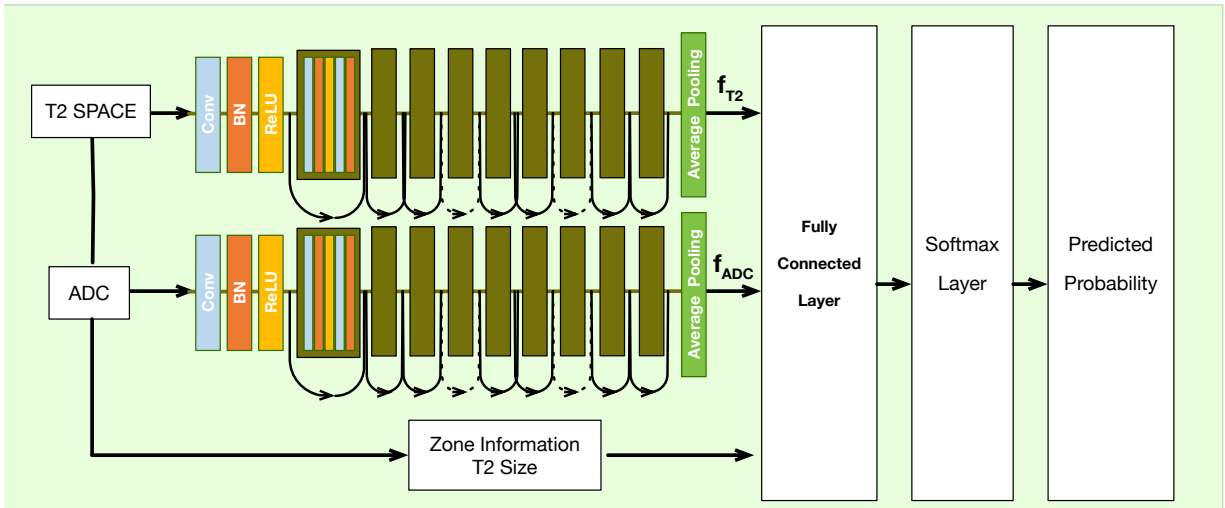 T2 SPACE
Conv
BN
ReLU
Average Pooling
fT2
ADC
Conv
BN
ReLU
Average Pooling
fADC
Zone Information
T2 Size
Fully
Connected
Layer
Softmax
Layer
Predicted
Probability